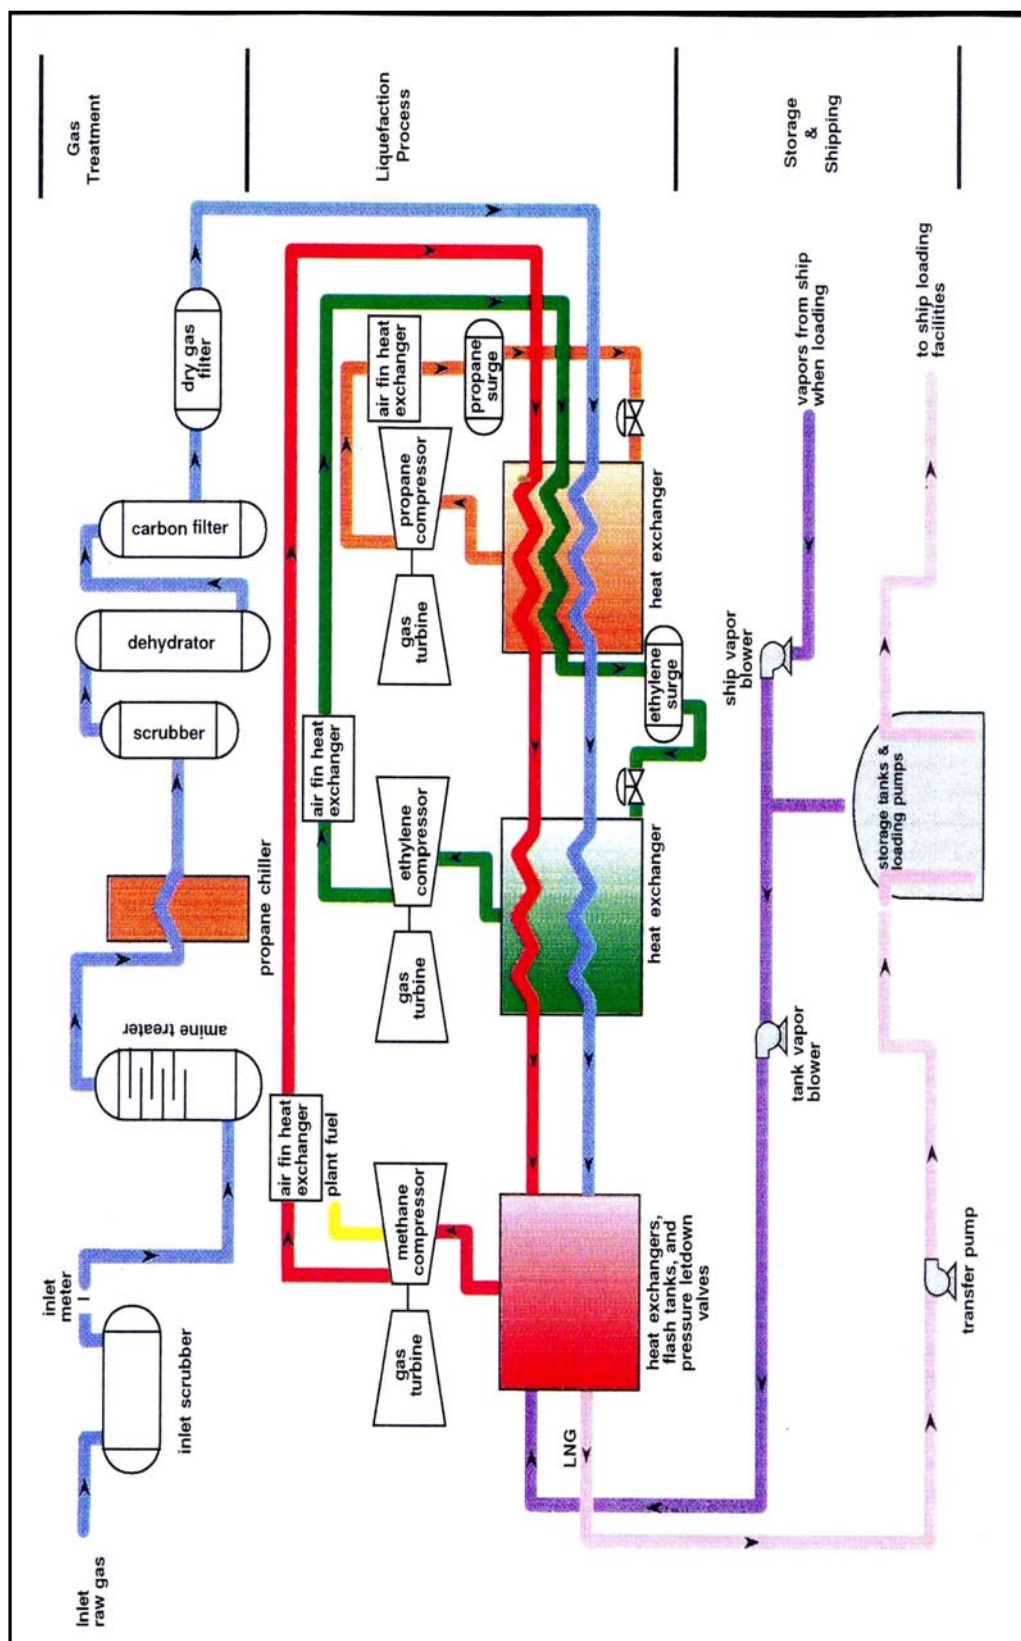 Gas
Treatment
Liquefaction
Process
Storage
&
Shipping
Inlet
raw gas
inlet scrubber
inlet
meter
amine treater
propane chiller
scrubber
dehydrator
carbon filter
dry gas
filter
gas
turbine
methane
compressor
plant fuel
air fin heat
exchanger
gas
turbine
ethylene
compressor
air fin heat
exchanger
gas
turbine
propane
compressor
air fin heat
exchanger
propane
surge
heat exchangers,
flash tanks, and
pressure letdown
valves
heat exchanger
ethylene
surge
heat exchanger
LNG
tank vapor
blower
ship vapor
blower
vapors from ship
when loading
transfer pump
storage tanks &
loading pumps
to ship loading
facilities